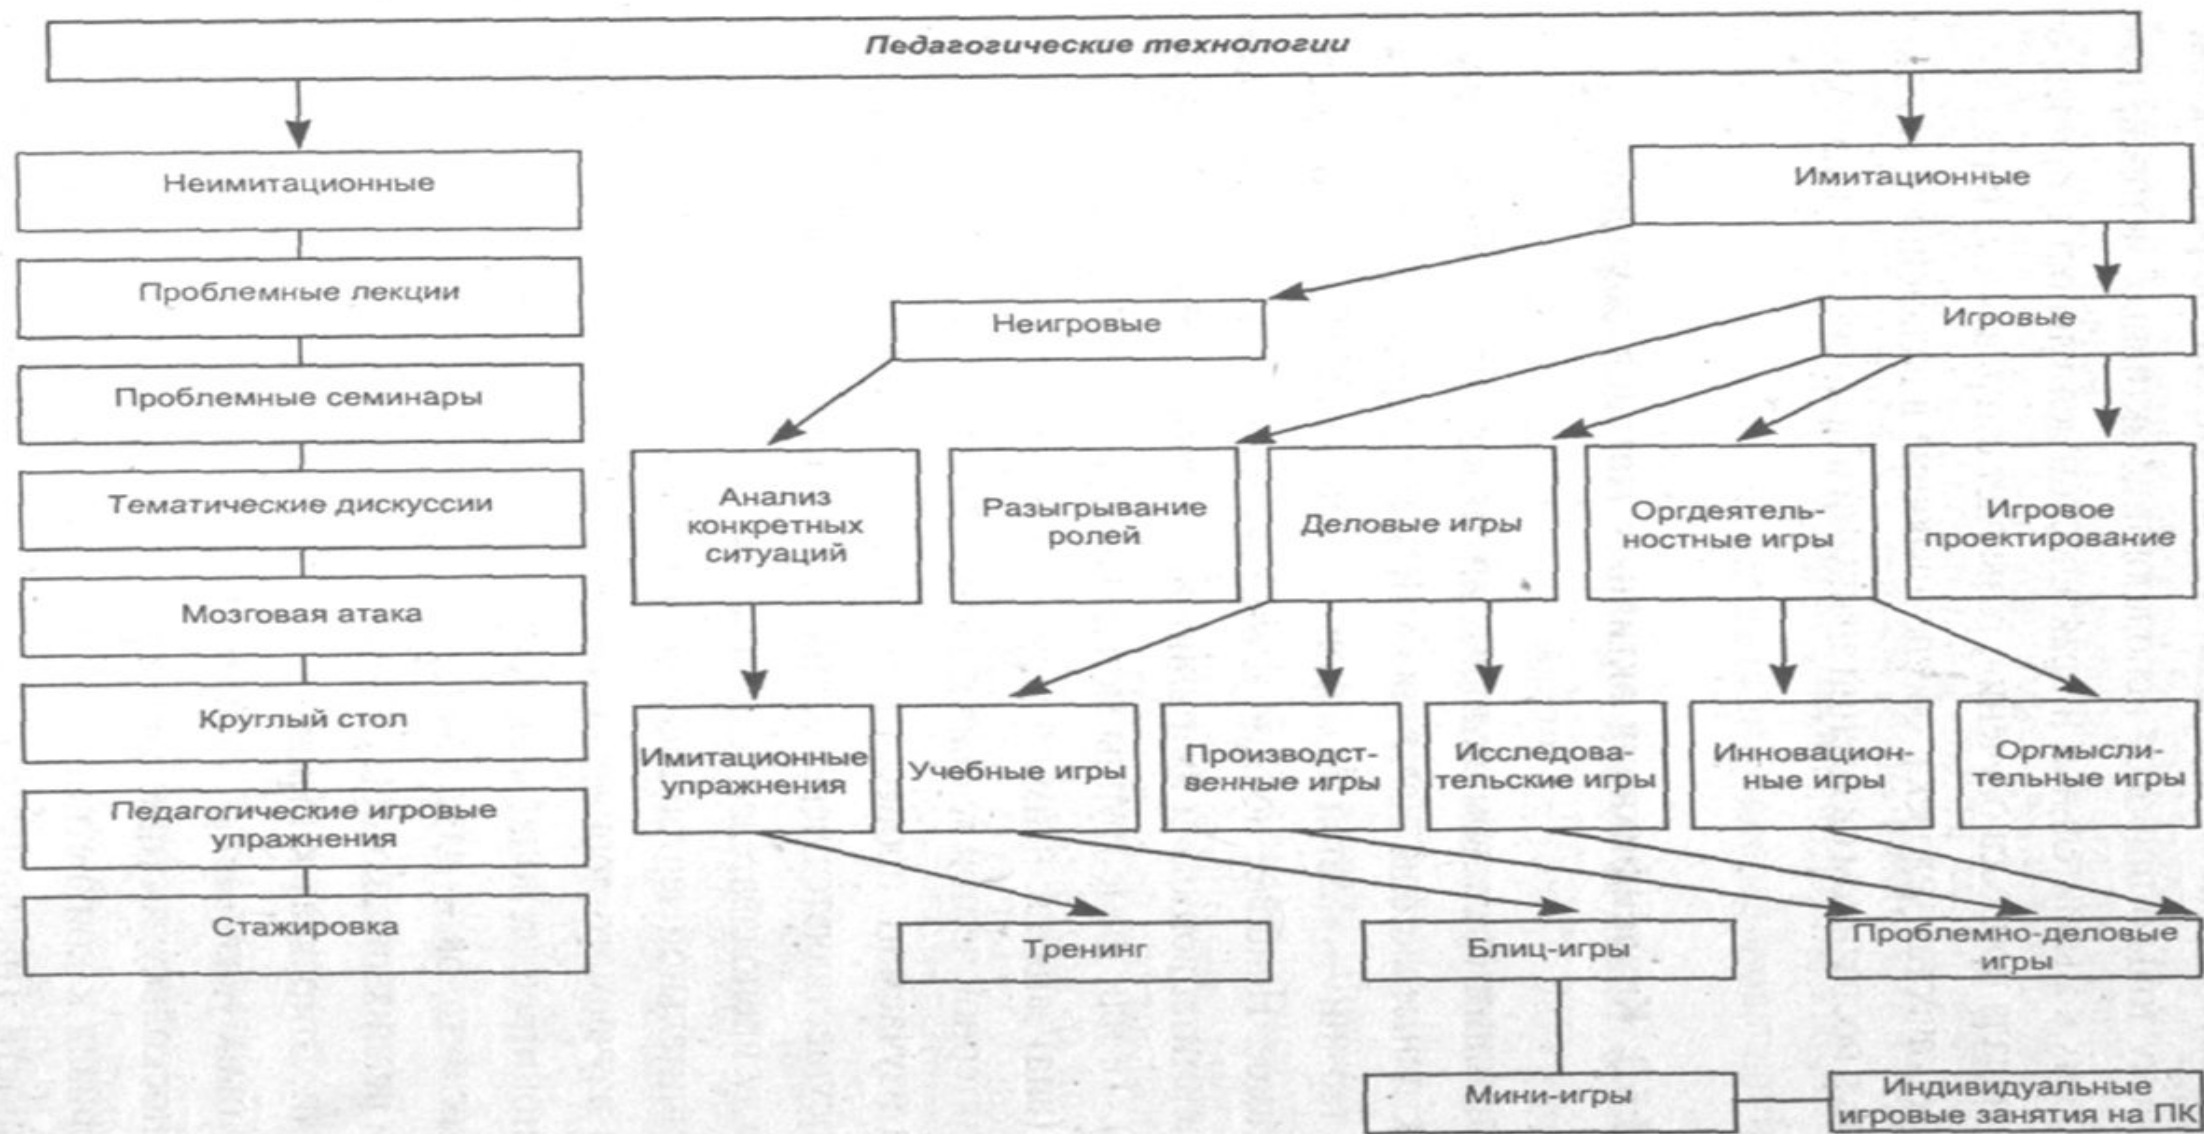 Педагогические технологии
Неимитационные
Имитационные
Проблемные лекции
Неигровые
Игровые
Проблемные семинары
Тематические дискуссии
Анализ
конкретных
ситуаций
Разыгрывание
ролей
Деловые игры
Оргдеятель-
ностные игры
Игровое
проектирование
Мозговая атака
Круглый стол
Имитационные
упражнения
Учебные игры
Производст-
венные игры
Исследова-
тельские игры
Инновацион-
ные игры
Оргмысли-
тельные игры
Педагогические игровые
упражнения
Стажировка
Тренинг
Блиц-игры
Проблемно-деловые
игры
Мини-игры
Индивидуальные
игровые занятия на ПК